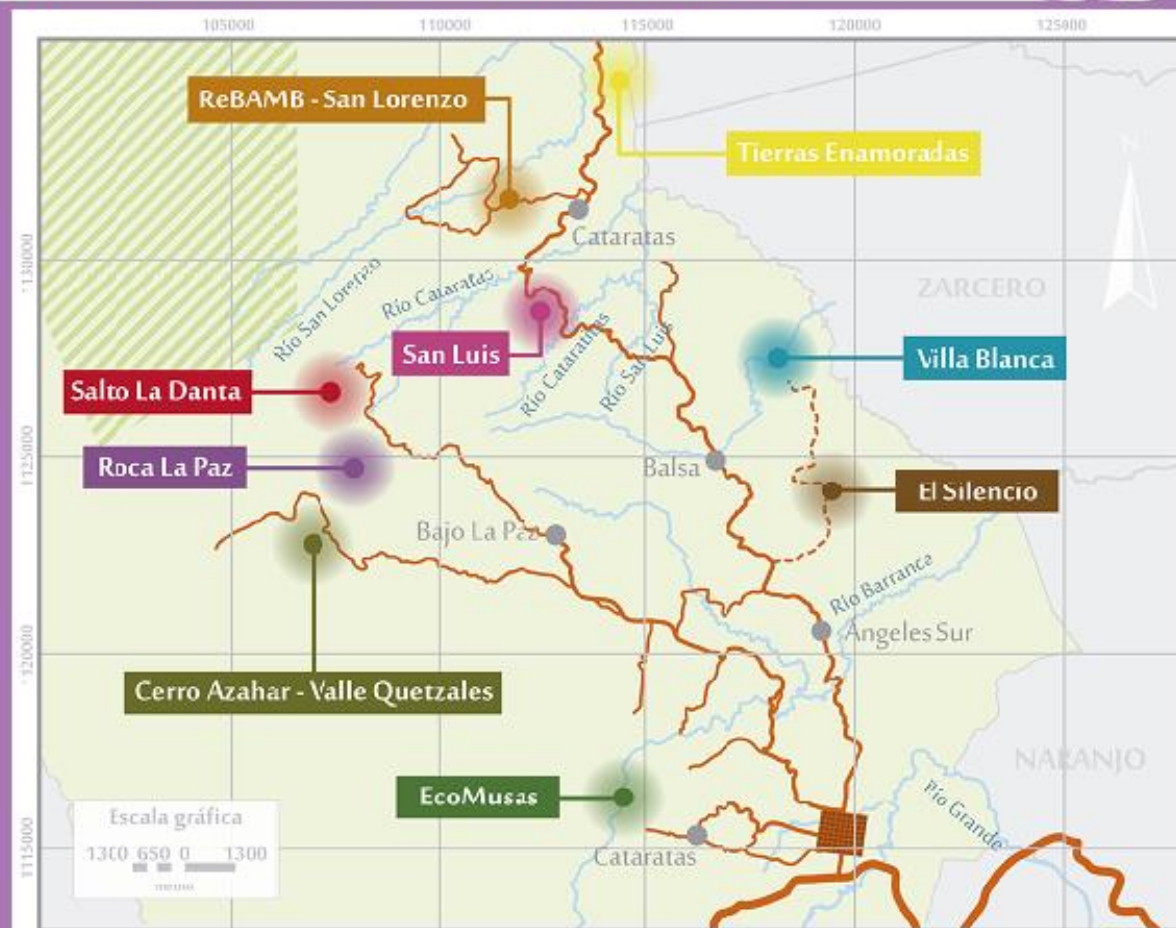 105000 110000 115000 120000 125000
ReBAMB - San Lorenzo
N
Tierras Enamoradas
Cataratas
130000
Río San Lorenzo
Río Cataratas
ZARCERO
San Luis
Río Cataratitas
Río San Luis
Villa Blanca
Salto La Danta
1125000
Balsa
Roca La Paz
El Silencio
Bajo La Paz
Río Barranca
Angeles Sur
120000
Cerro Azahar - Valle Quetzales
NARANJO
EcoMusas
Río Grande
Escala gráfica
1300 650 0 1300
1115000
Cataratas